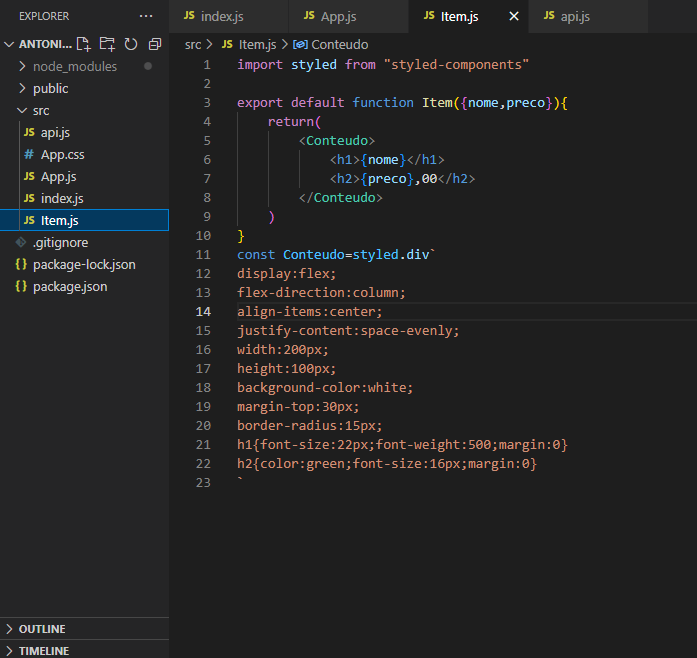 EXPLORER ...
ANTONI...
node_modules
public
src
JS api.js
# App.css
JS App.js
JS index.js
JS Item.js
.gitignore
{} package-lock.json
{} package.json
OUTLINE
TIMELINE
JS index.js JS App.js JS Item.js × JS api.js
src > JS Item.js > Conteudo
1 import styled from "styled-components"
2
3 export default function Item({nome,preco}){
4 return(
5 <Conteudo>
6 <h1>{nome}</h1>
7 <h2>{preco},00</h2>
8 </Conteudo>
9 )
10 }
11 const Conteudo=styled.div`
12 display:flex;
13 flex-direction:column;
14 align-items:center;
15 justify-content:space-evenly;
16 width:200px;
17 height:100px;
18 background-color:white;
19 margin-top:30px;
20 border-radius:15px;
21 h1{font-size:22px;font-weight:500;margin:0}
22 h2{color:green;font-size:16px;margin:0}
23 `